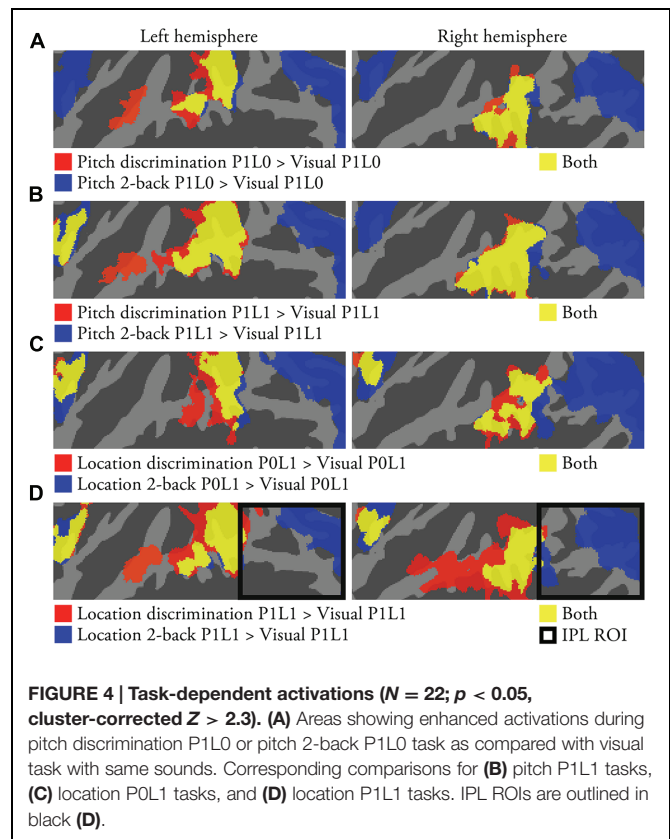 Left hemisphere Right hemisphere
A
Pitch discrimination P1L0 > Visual P1L0 Both
Pitch 2-back P1L0 > Visual P1L0
B
Pitch discrimination P1L1 > Visual P1L1 Both
Pitch 2-back P1L1 > Visual P1L1
C
Location discrimination P0L1 > Visual P0L1 Both
Location 2-back P0L1 > Visual P0L1
D
Location discrimination P1L1 > Visual P1L1 Both
Location 2-back P1L1 > Visual P1L1 IPL ROI
FIGURE 4 | Task-dependent activations (N = 22; p < 0.05,
cluster-corrected Z > 2.3). (A) Areas showing enhanced activations during
pitch discrimination P1L0 or pitch 2-back P1L0 task as compared with visual
task with same sounds. Corresponding comparisons for (B) pitch P1L1 tasks,
(C) location P0L1 tasks, and (D) location P1L1 tasks. IPL ROIs are outlined in
black (D).